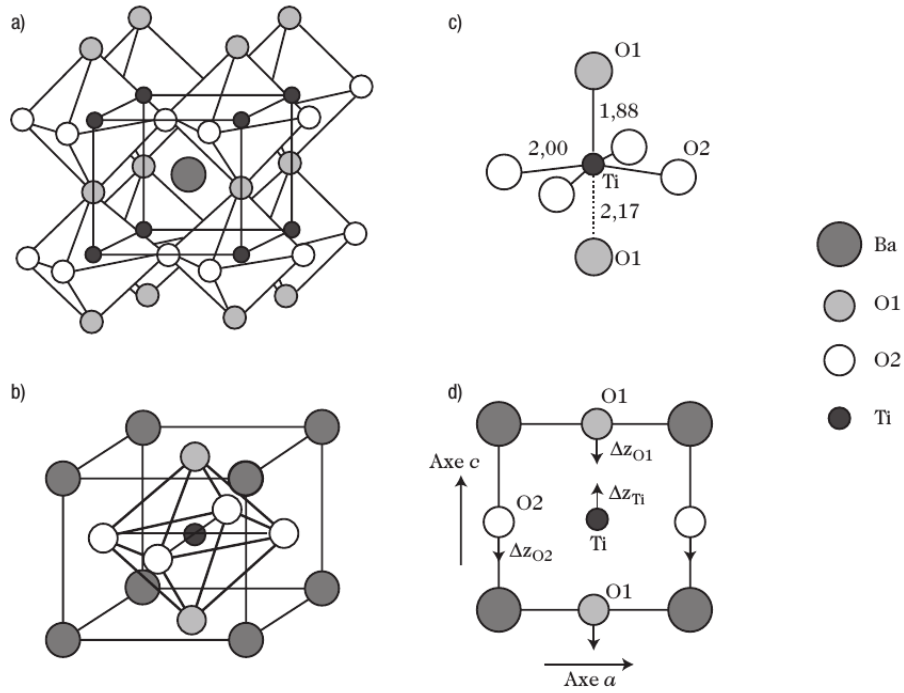 a)
c)
O1
1,88
2,00
O2
Ti
2,17
O1
Ba
O1
O2
Ti
b)
d)
O1
Axe c
Δz_O1
Δz_Ti
O2
Ti
Δz_O2
O1
Axe a